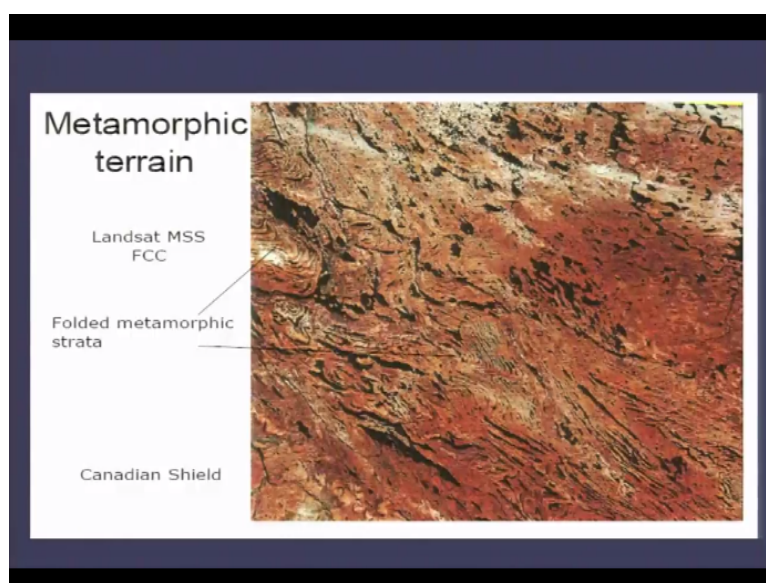 Metamorphic
terrain
Landsat MSS
FCC
Folded metamorphic
strata
Canadian Shield